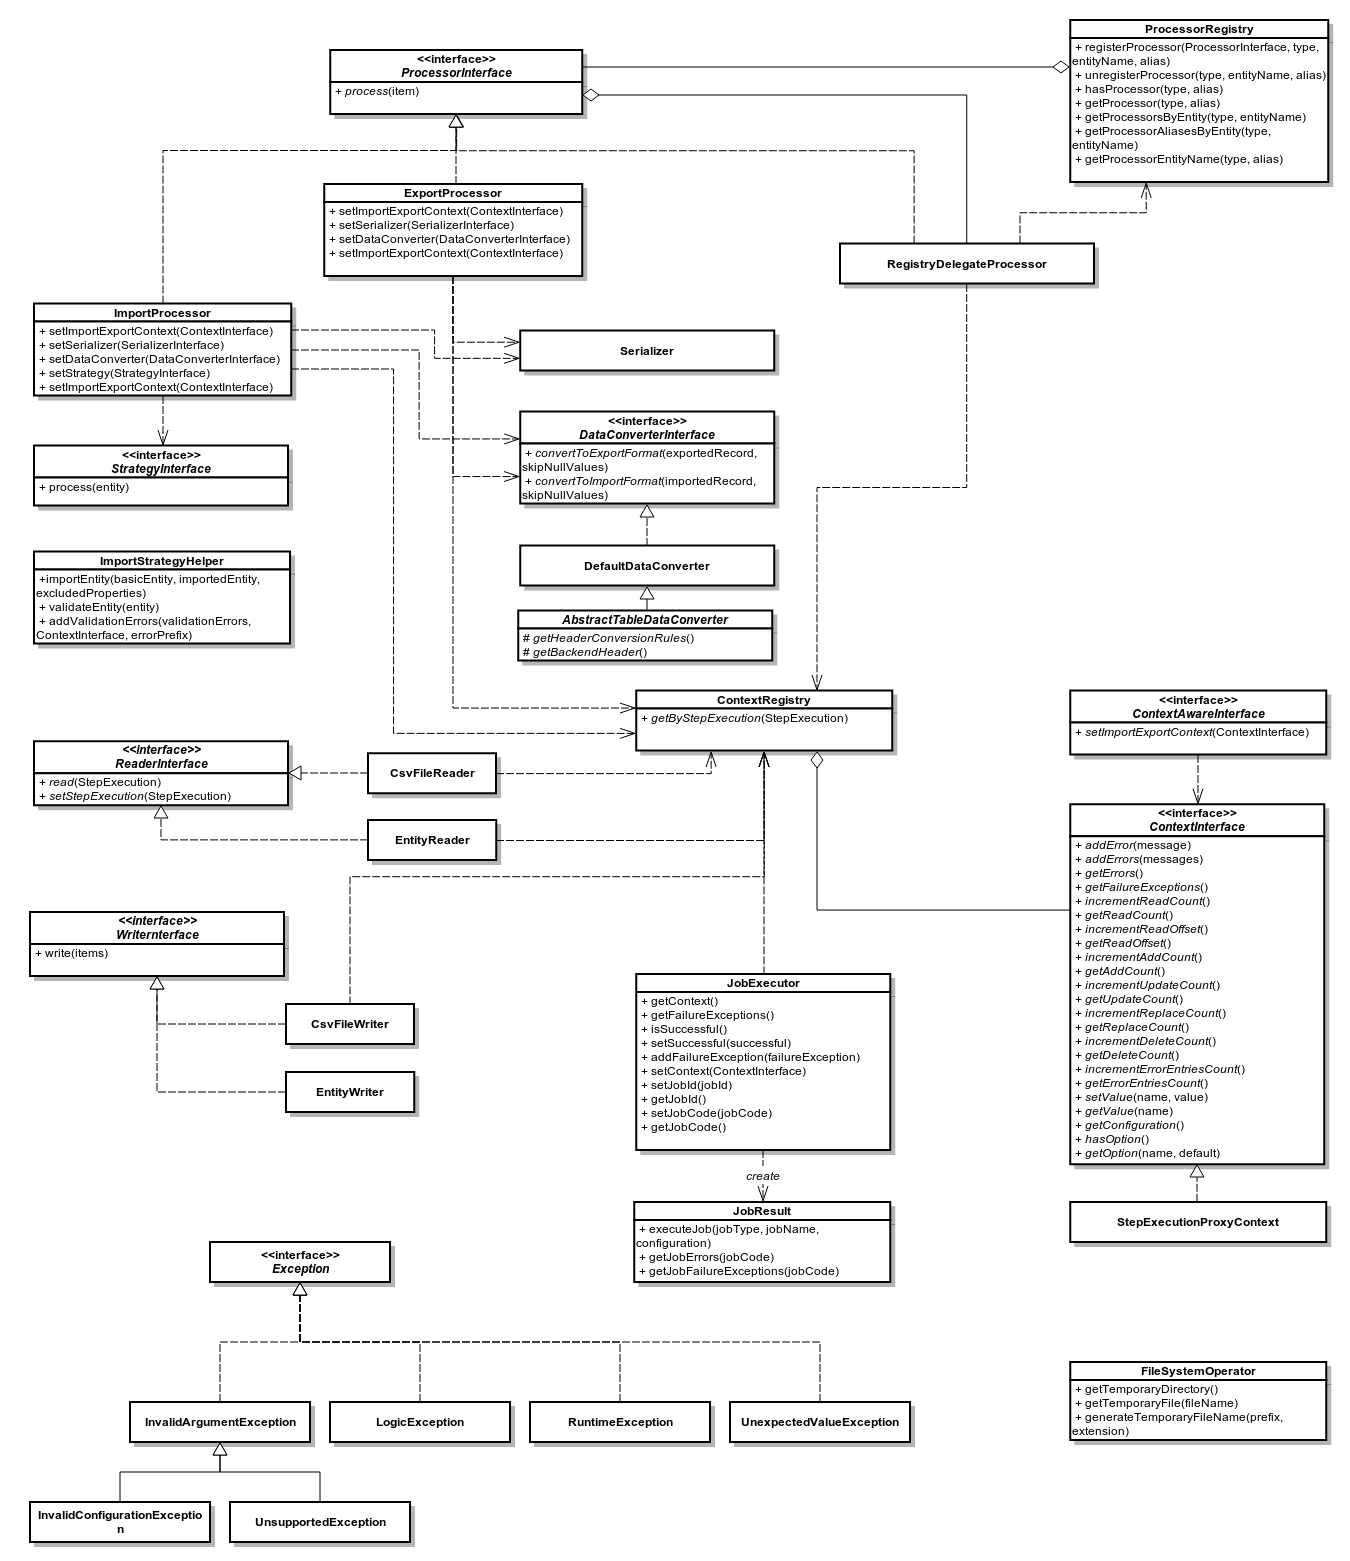 <<interface>>
ProcessorInterface
+ process(item)
ProcessorRegistry
+ registerProcessor(ProcessorInterface, type,
entityName, alias)
+ unregisterProcessor(type, entityName, alias)
+ hasProcessor(type, alias)
+ getProcessor(type, alias)
+ getProcessorsByEntity(type, entityName)
+ getProcessorAliasesByEntity(type,
entityName)
+ getProcessorEntityName(type, alias)
ExportProcessor
+ setImportExportContext(ContextInterface)
+ setSerializer(SerializerInterface)
+ setDataConverter(DataConverterInterface)
+ setImportExportContext(ContextInterface)
RegistryDelegateProcessor
ImportProcessor
+ setImportExportContext(ContextInterface)
+ setSerializer(SerializerInterface)
+ setDataConverter(DataConverterInterface)
+ setStrategy(StrategyInterface)
+ setImportExportContext(ContextInterface)
Serializer
<<interface>>
DataConverterInterface
+ convertToExportFormat(exportedRecord,
skipNullValues)
+ convertToImportFormat(importedRecord,
skipNullValues)
<<interface>>
StrategyInterface
+ process(entity)
ImportStrategyHelper
+importEntity(basicEntity, importedEntity,
excludedProperties)
+ validateEntity(entity)
+ addValidationErrors(validationErrors,
ContextInterface, errorPrefix)
DefaultDataConverter
AbstractTableDataConverter
# getHeaderConversionRules()
# getBackendHeader()
ContextRegistry
+ getByStepExecution(StepExecution)
<<interface>>
ContextAwareInterface
+ setImportExportContext(ContextInterface)
<<interface>>
ReaderInterface
+ read(StepExecution)
+ setStepExecution(StepExecution)
CsvFileReader
EntityReader
<<interface>>
ContextInterface
+ addError(message)
+ addErrors(messages)
+ getErrors()
+ getFailureExceptions()
+ incrementReadCount()
+ getReadCount()
+ incrementReadOffset()
+ getReadOffset()
+ incrementAddCount()
+ getAddCount()
+ incrementUpdateCount()
+ getUpdateCount()
+ incrementReplaceCount()
+ getReplaceCount()
+ incrementDeleteCount()
+ getDeleteCount()
+ incrementErrorEntriesCount()
+ getErrorEntriesCount()
+ setValue(name, value)
+ getValue(name)
+ getConfiguration()
+ hasOption()
+ getOption(name, default)
<<interface>>
Writernterface
+ write(items)
CsvFileWriter
EntityWriter
JobExecutor
+ getContext()
+ getFailureExceptions()
+ isSuccessful()
+ setSuccessful(successful)
+ addFailureException(failureException)
+ setContext(ContextInterface)
+ setJobId(jobId)
+ getJobId()
+ setJobCode(jobCode)
+ getJobCode()
create
JobResult
+ executeJob(jobType, jobName,
configuration)
+ getJobErrors(jobCode)
+ getJobFailureExceptions(jobCode)
StepExecutionProxyContext
<<interface>>
Exception
InvalidArgumentException
LogicException
RuntimeException
UnexpectedValueException
FileSystemOperator
+ getTemporaryDirectory()
+ getTemporaryFile(fileName)
+ generateTemporaryFileName(prefix,
extension)
InvalidConfigurationExceptio
n
UnsupportedException